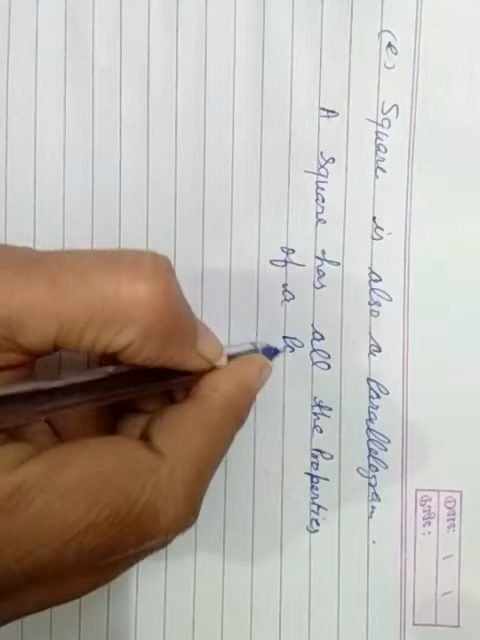 (e) Square is also a Parallelogram.
A square has all the Properties
of a
Date: / /